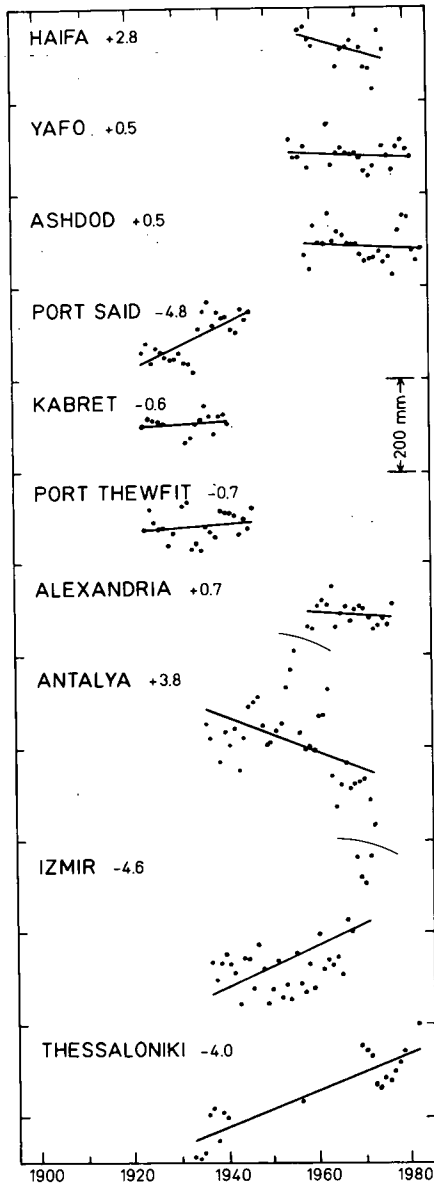 HAIFA +2.8
YAFO +0.5
ASHDOD +0.5
PORT SAID -4.8
KABRET -0.6
200 mm
PORT THEWFIT -0.7
ALEXANDRIA +0.7
ANTALYA +3.8
IZMIR -4.6
THESSALONIKI -4.0
1900 1920 1940 1960 1980